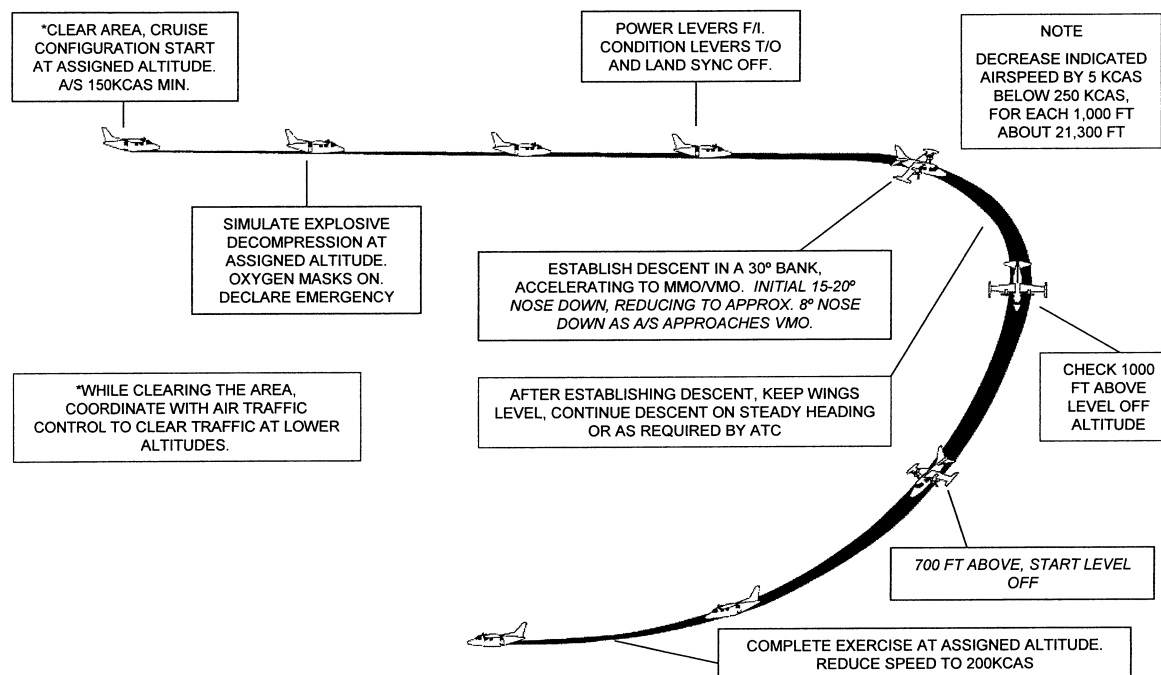 *CLEAR AREA, CRUISE
CONFIGURATION START
AT ASSIGNED ALTITUDE.
A/S 150KCAS MIN.
POWER LEVERS F/I.
CONDITION LEVERS T/O
AND LAND SYNC OFF.
NOTE
DECREASE INDICATED
AIRSPEED BY 5 KCAS
BELOW 250 KCAS,
FOR EACH 1,000 FT
ABOUT 21,300 FT
SIMULATE EXPLOSIVE
DECOMPRESSION AT
ASSIGNED ALTITUDE.
OXYGEN MASKS ON.
DECLARE EMERGENCY
ESTABLISH DESCENT IN A 30º BANK,
ACCELERATING TO MMO/VMO. INITIAL 15-20º
NOSE DOWN, REDUCING TO APPROX. 8º NOSE
DOWN AS A/S APPROACHES VMO.
*WHILE CLEARING THE AREA,
COORDINATE WITH AIR TRAFFIC
CONTROL TO CLEAR TRAFFIC AT LOWER
ALTITUDES.
AFTER ESTABLISHING DESCENT, KEEP WINGS
LEVEL, CONTINUE DESCENT ON STEADY HEADING
OR AS REQUIRED BY ATC
CHECK 1000
FT ABOVE
LEVEL OFF
ALTITUDE
700 FT ABOVE, START LEVEL
OFF
COMPLETE EXERCISE AT ASSIGNED ALTITUDE.
REDUCE SPEED TO 200KCAS